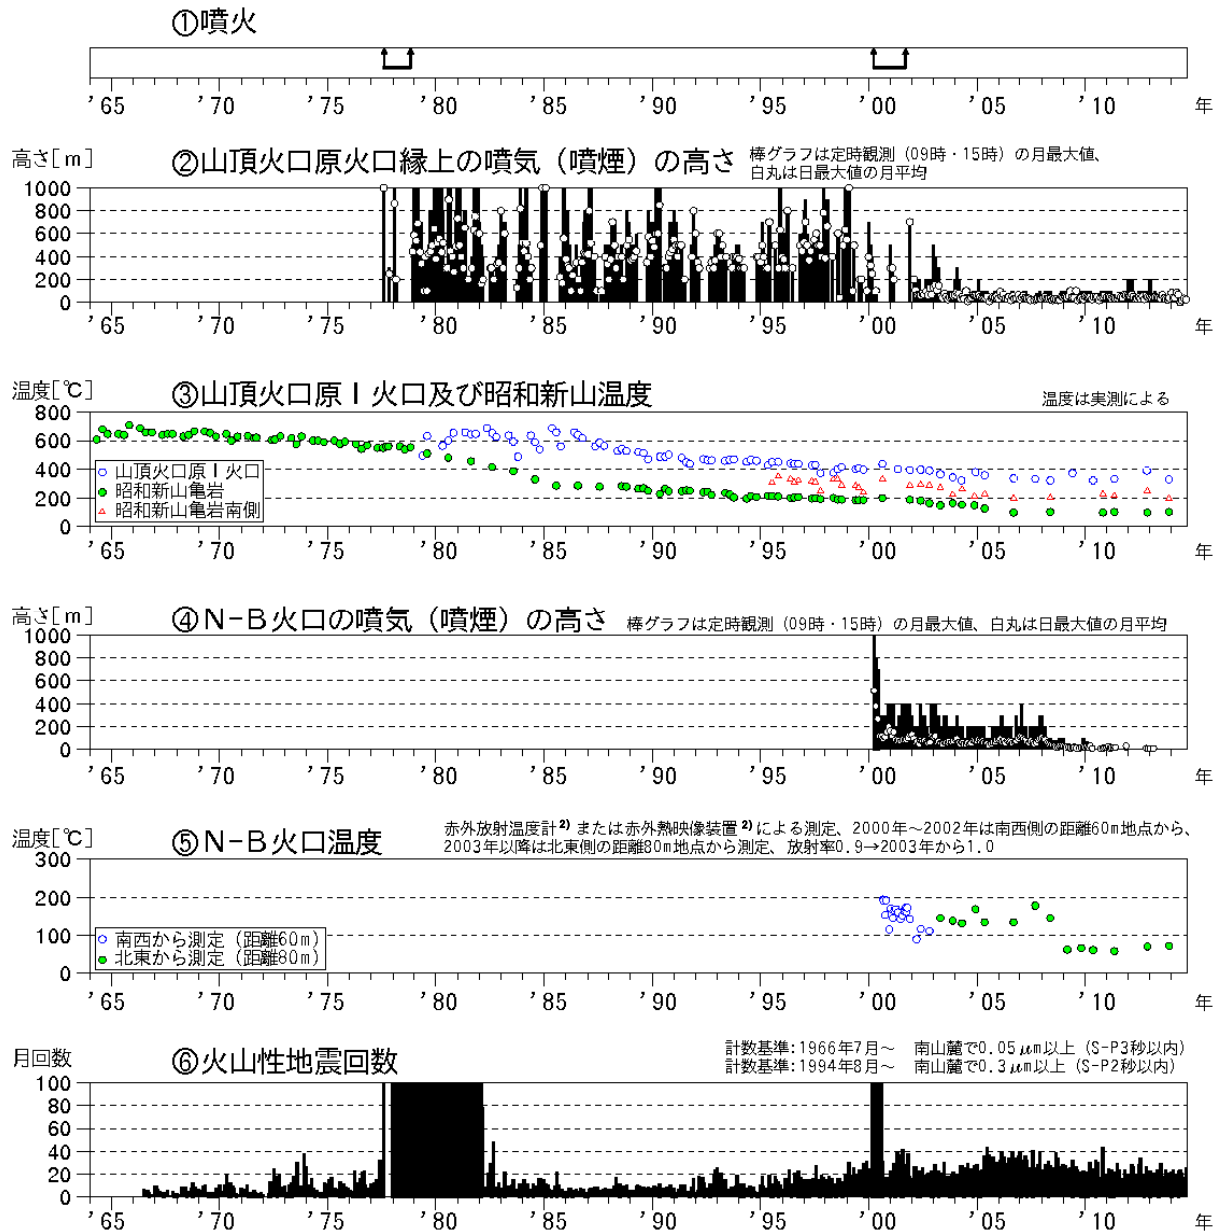 ①噴火
'65 '70 '75 '80 '85 '90 '95 '00 '05 '10 年
高さ[m]
②山頂火口原火口縁上の噴気(噴煙)の高さ
棒グラフは定時観測(09時・15時)の月最大値、
白丸は日最大値の月平均
1000
800
600
400
200
0
'65 '70 '75 '80 '85 '90 '95 '00 '05 '10 年
温度[℃]
③山頂火口原I火口及び昭和新山温度
温度は実測による
800
600
400
200
0
山頂火口原I火口
昭和新山亀岩
昭和新山亀岩南側
'65 '70 '75 '80 '85 '90 '95 '00 '05 '10 年
高さ[m]
④N-B火口の噴気(噴煙)の高さ
棒グラフは定時観測(09時・15時)の月最大値、白丸は日最大値の月平均
1000
800
600
400
200
0
'65 '70 '75 '80 '85 '90 '95 '00 '05 '10 年
温度[℃]
⑤N-B火口温度
赤外放射温度計2)または赤外熱映像装置2)による測定、2000年~2002年は南西側の距離60m地点から、
2003年以降は北東側の距離80m地点から測定、放射率0.9→2003年から1.0
300
200
100
0
南西から測定(距離60m)
北東から測定(距離80m)
'65 '70 '75 '80 '85 '90 '95 '00 '05 '10 年
月回数
⑥火山性地震回数
計数基準:1966年7月~ 南山麓で0.05μm以上(S-P3秒以内)
計数基準:1994年8月~ 南山麓で0.3μm以上(S-P2秒以内)
100
80
60
40
20
0
'65 '70 '75 '80 '85 '90 '95 '00 '05 '10 年